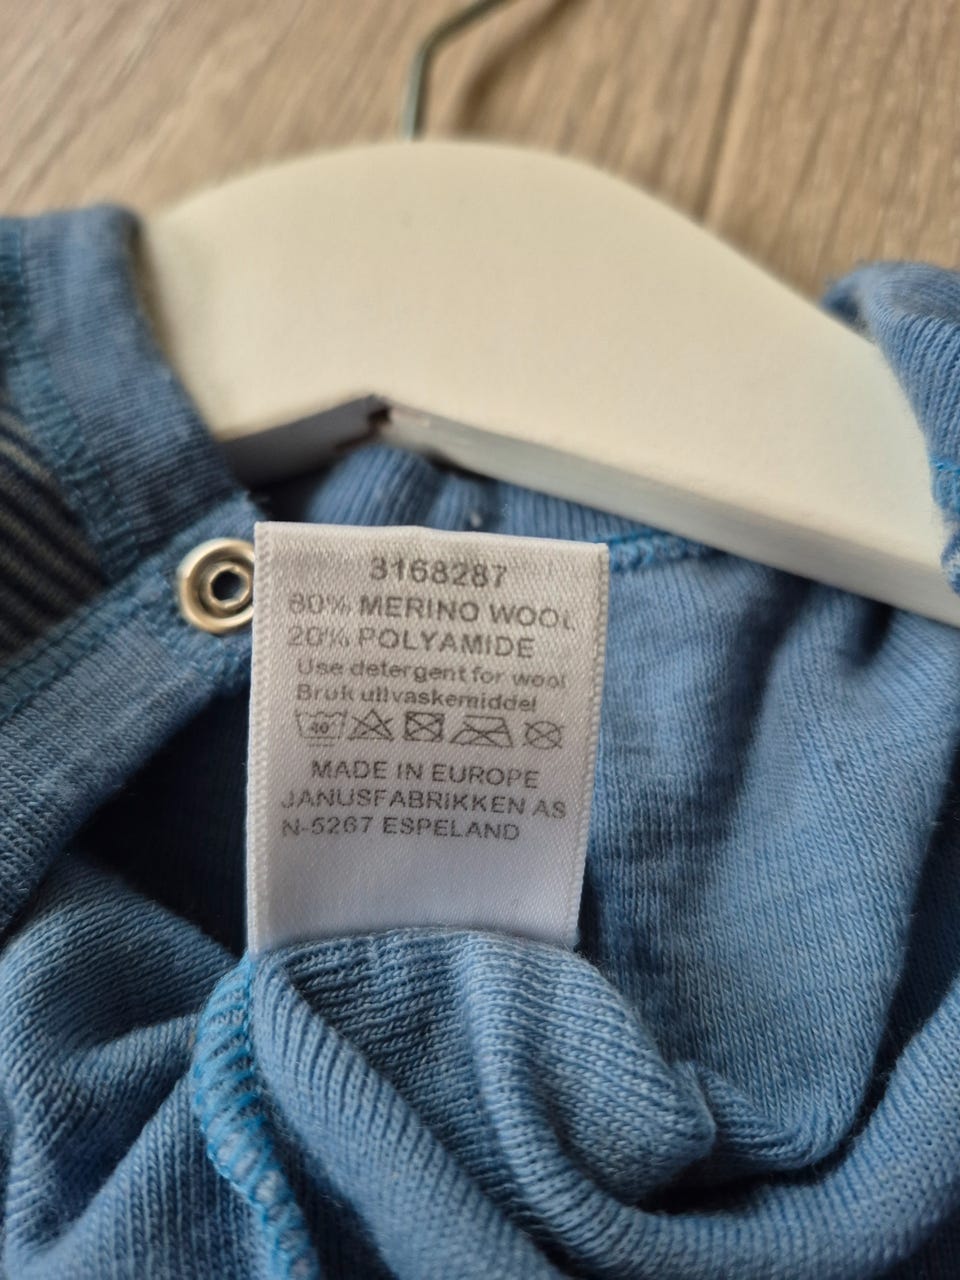 3168287
80% MERINO WOOL
20% POLYAMIDE
Use detergent for wool
Bruk ullvaskemiddel
40
MADE IN EUROPE
JANUSFABRIKKEN AS
N-5267 ESPELAND